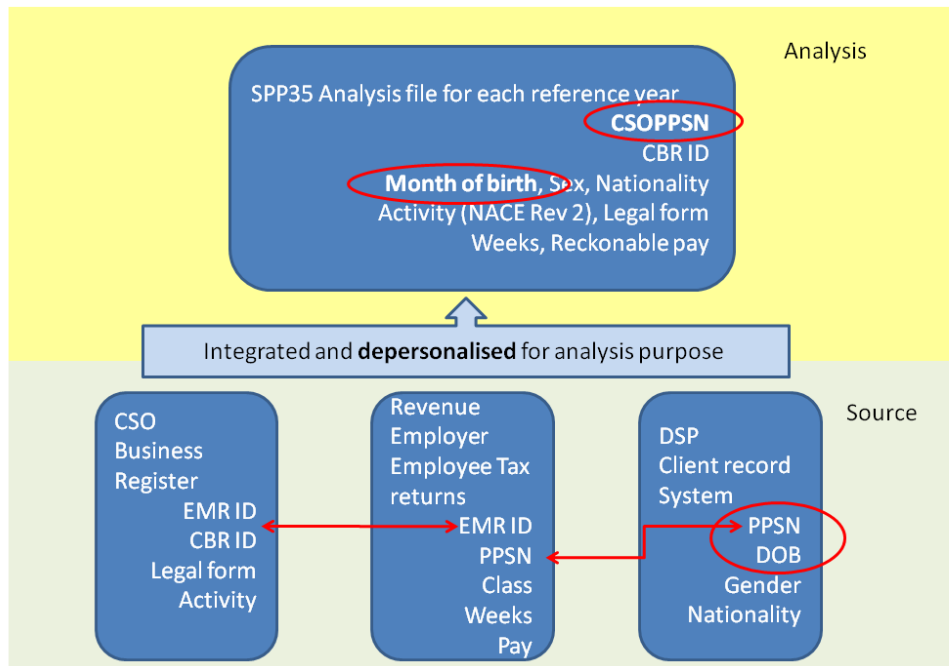 Analysis
SPP35 Analysis file for each reference year
CSOPPSN
CBR ID
Month of birth, Sex, Nationality
Activity (NACE Rev 2), Legal form
Weeks, Reckonable pay
Integrated and depersonalised for analysis purpose
Source
CSO
Business
Register
EMR ID
CBR ID
Legal form
Activity
Revenue
Employer
Employee Tax
returns
EMR ID
PPSN
Class
Weeks
Pay
DSP
Client record
System
PPSN
DOB
Gender
Nationality